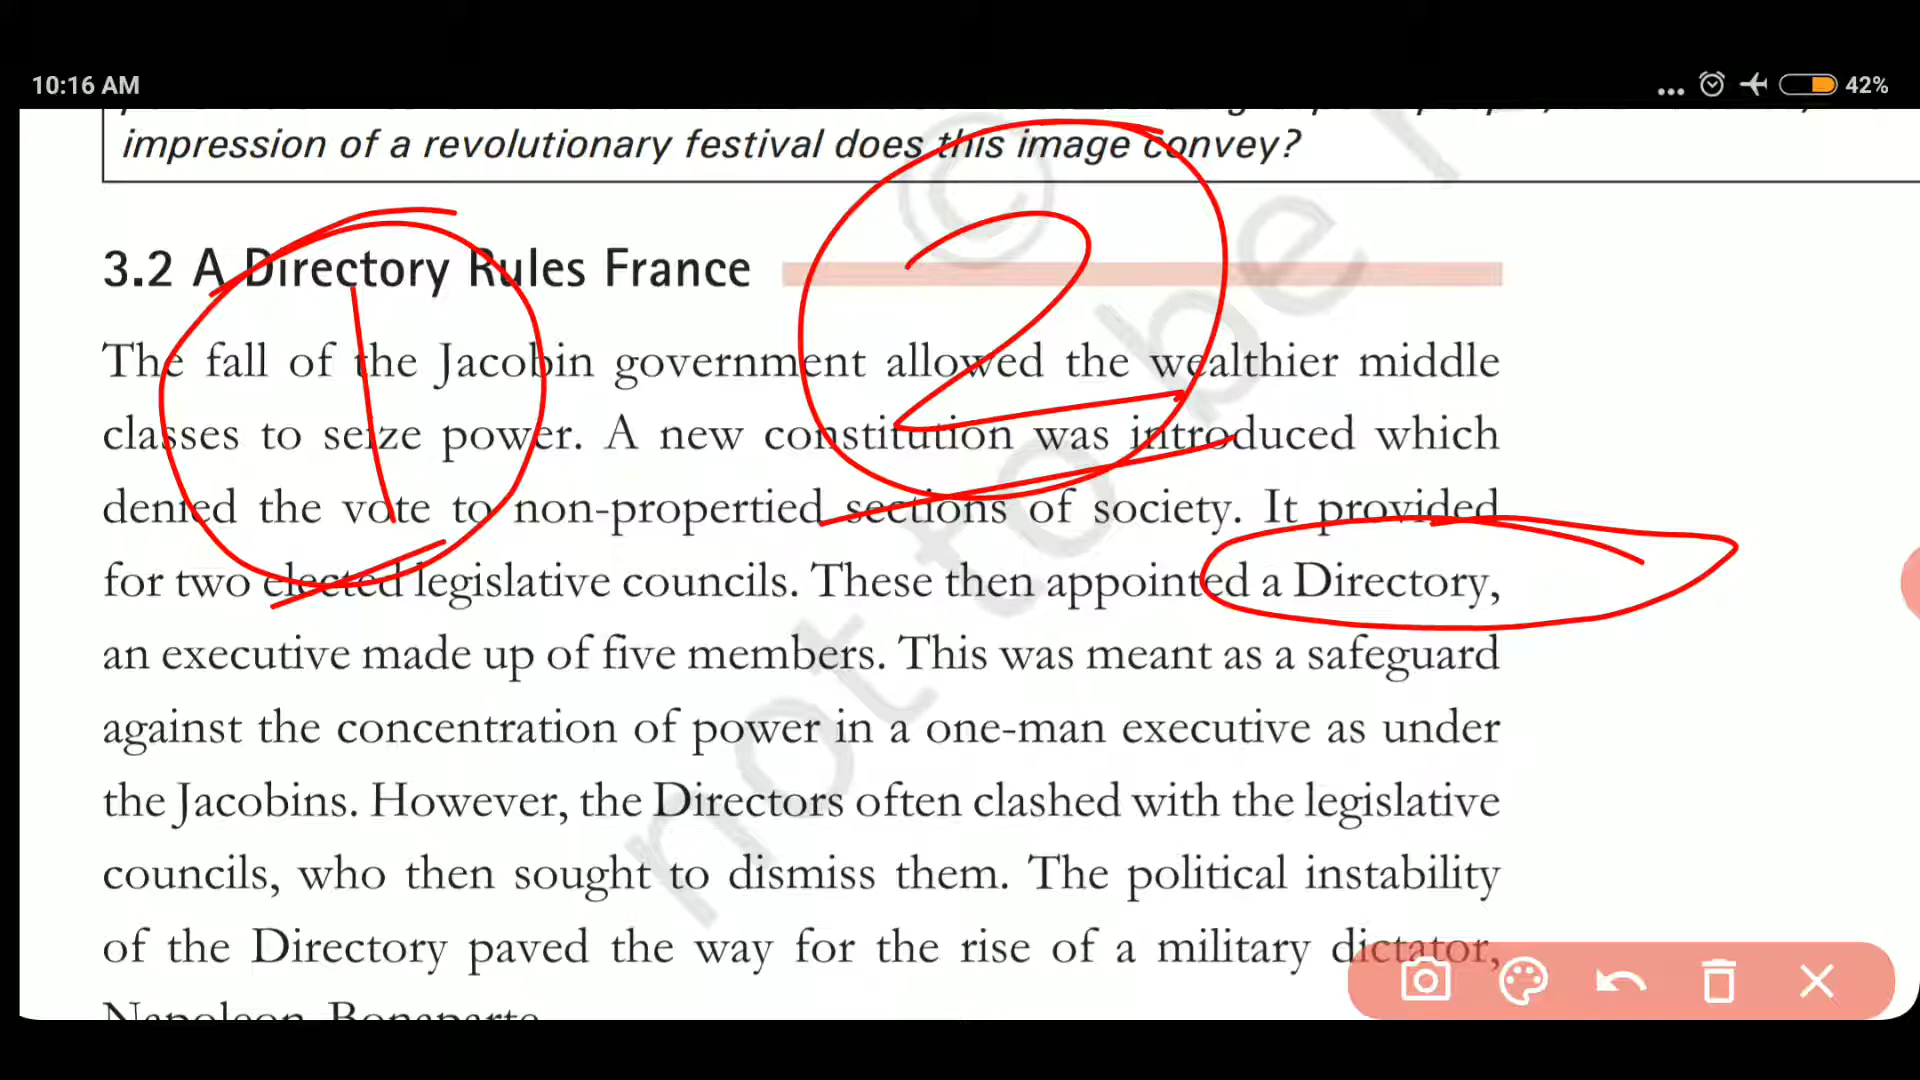 10:16 AM
42%
impression of a revolutionary festival does this image convey?
3.2 A Directory Rules France
The fall of the Jacobin government allowed the wealthier middle
classes to seize power. A new constitution was introduced which
denied the vote to non-propertied sections of society. It provided
for two elected legislative councils. These then appointed a Directory,
an executive made up of five members. This was meant as a safeguard
against the concentration of power in a one-man executive as under
the Jacobins. However, the Directors often clashed with the legislative
councils, who then sought to dismiss them. The political instability
of the Directory paved the way for the rise of a military dictator,
Napoleon Bonaparte.
1
2
© not to be r